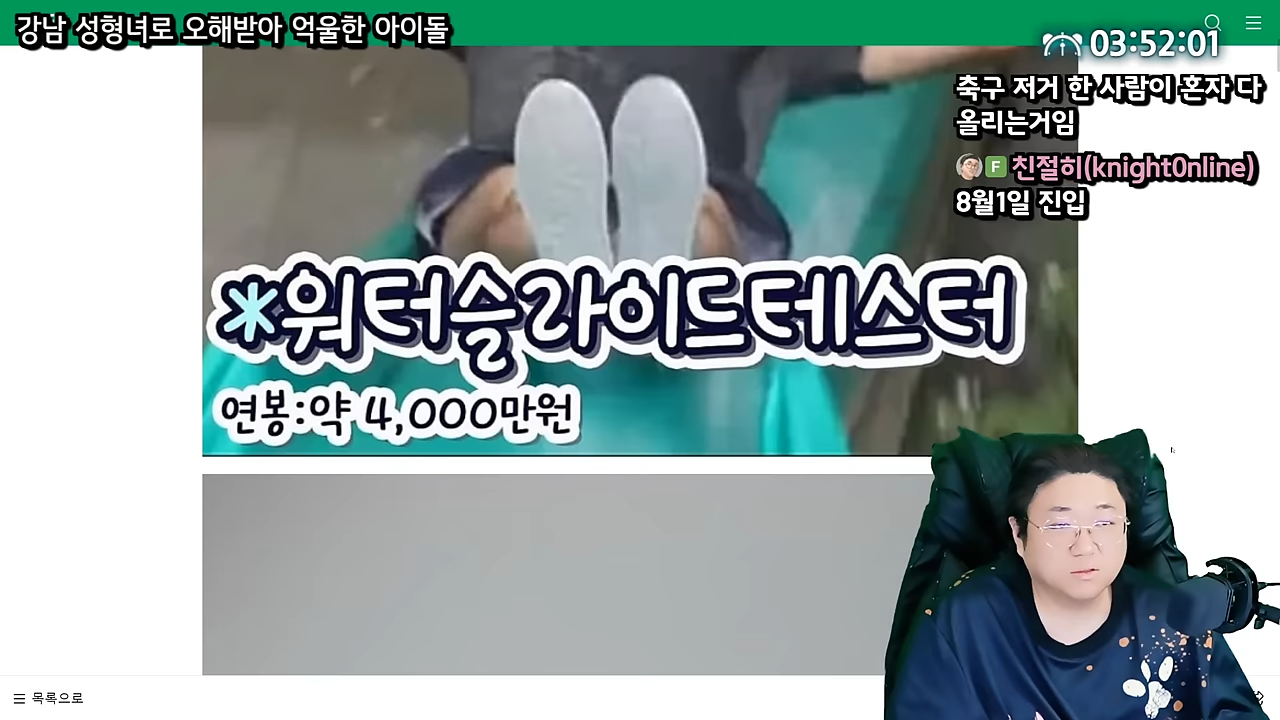 강남 성형녀로 오해받아 억울한 아이돌
03:52:01
축구 저거 한 사람이 혼자 다
올리는거임
F 친절히(knight0nline)
8월1일 진입
*워터슬라이드테스터
연봉:약 4,000만원
목록으로